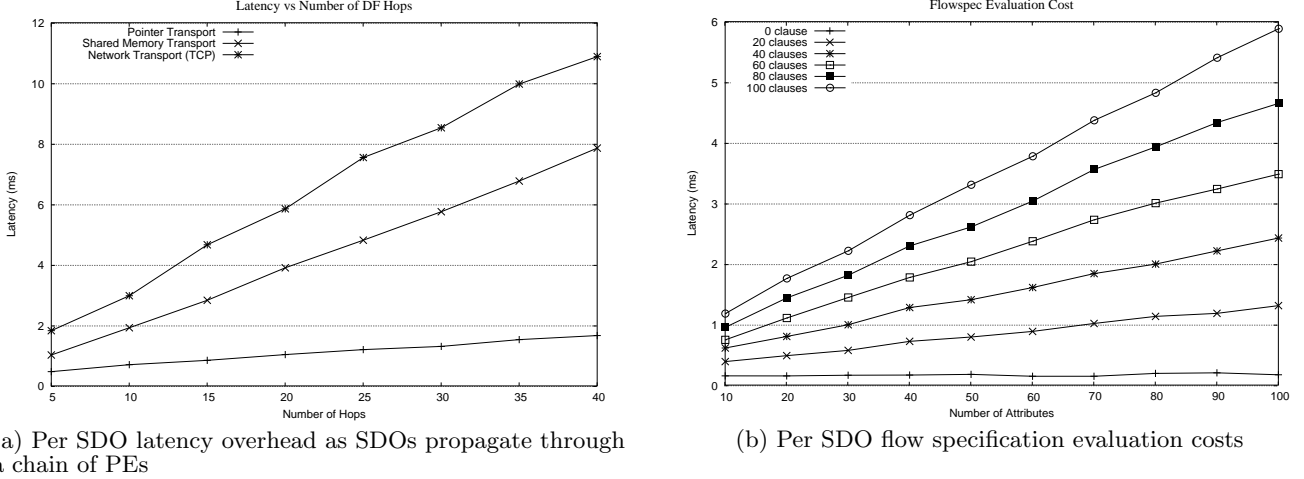 Latency vs Number of DF Hops
12
10
8
6
4
2
0
5 10 15 20 25 30 35 40
Latency (ms)
Number of Hops
Pointer Transport
Shared Memory Transport
Network Transport (TCP)
a) Per SDO latency overhead as SDOs propagate through
a chain of PEs
Flowspec Evaluation Cost
6
5
4
3
2
1
0
10 20 30 40 50 60 70 80 90 100
Latency (ms)
Number of Attributes
0 clause
20 clauses
40 clauses
60 clauses
80 clauses
100 clauses
(b) Per SDO flow specification evaluation costs